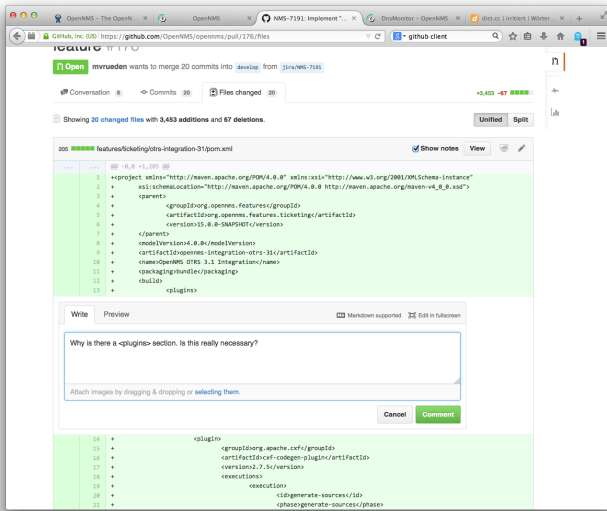 OpenNMS – The OpenN...
OpenNMS
NMS-7191: Implement "...
DnsMonitor – OpenNMS
dict.cc | irritiert | Wörter...
GitHub, Inc. (US) https://github.com/OpenNMS/opennms/pull/176/files
github client
feature #176
Open mvrueden wants to merge 20 commits into develop from jira/NMS-7191
Conversation 8 Commits 20 Files changed 20 +3,453 −67
Showing 20 changed files with 3,453 additions and 67 deletions. Unified Split
205 features/ticketing/otrs-integration-31/pom.xml Show notes View
... ... @@ -0,0 +1,205 @@
1 +<project xmlns="http://maven.apache.org/POM/4.0.0" xmlns:xsi="http://www.w3.org/2001/XMLSchema-instance"
2 + xsi:schemaLocation="http://maven.apache.org/POM/4.0.0 http://maven.apache.org/maven-v4_0_0.xsd">
3 + <parent>
4 + <groupId>org.opennms.features</groupId>
5 + <artifactId>org.opennms.features.ticketing</artifactId>
6 + <version>15.0.0-SNAPSHOT</version>
7 + </parent>
8 + <modelVersion>4.0.0</modelVersion>
9 + <artifactId>opennms-integration-otrs-31</artifactId>
10 + <name>OpenNMS OTRS 3.1 Integration</name>
11 + <packaging>bundle</packaging>
12 + <build>
13 + <plugins>
Write Preview Markdown supported Edit in fullscreen
Why is there a <plugins> section. Is this really necessary?
Attach images by dragging & dropping or selecting them.
Cancel Comment
14 + <plugin>
15 + <groupId>org.apache.cxf</groupId>
16 + <artifactId>cxf-codegen-plugin</artifactId>
17 + <version>2.7.5</version>
18 + <executions>
19 + <execution>
20 + <id>generate-sources</id>
21 + <phase>generate-sources</phase>